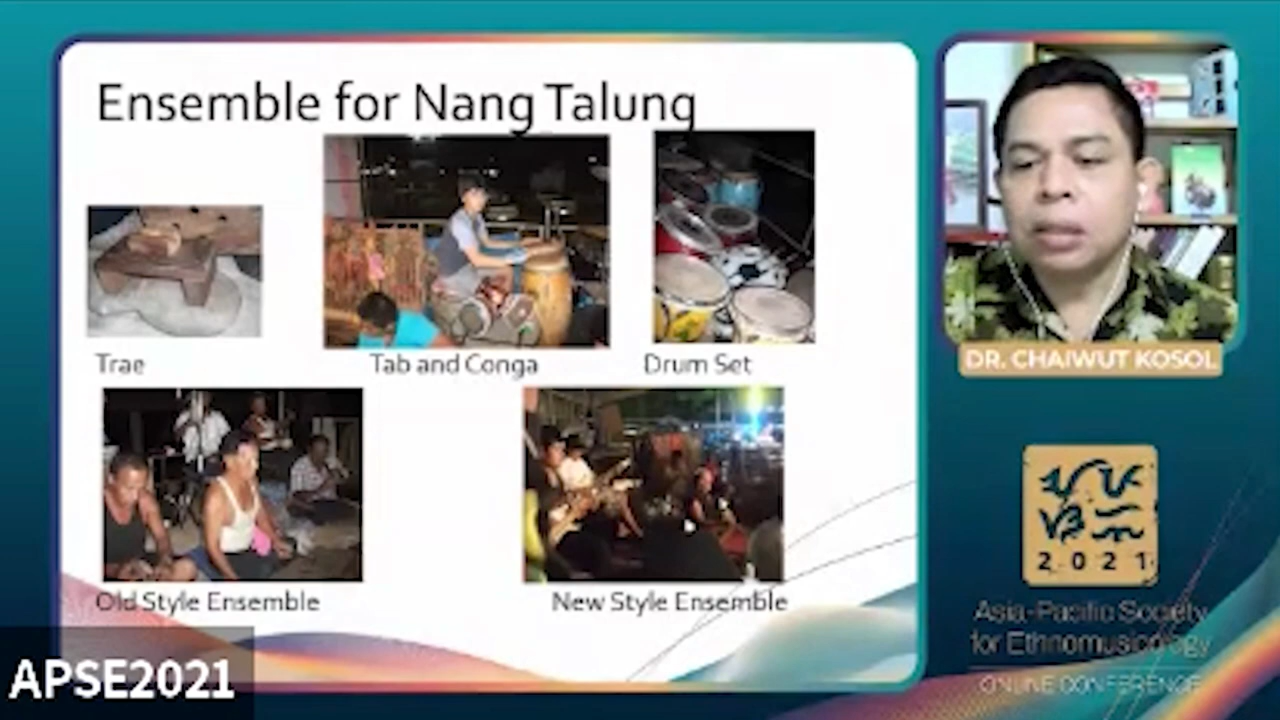 Ensemble for Nang Talung
Trae
Tab and Conga
Drum Set
Old Style Ensemble
New Style Ensemble
DR. CHAIWUT KOSOL
2021
Asia-Pacific Society
for Ethnomusicology
ONLINE CONFERENCE
APSE2021